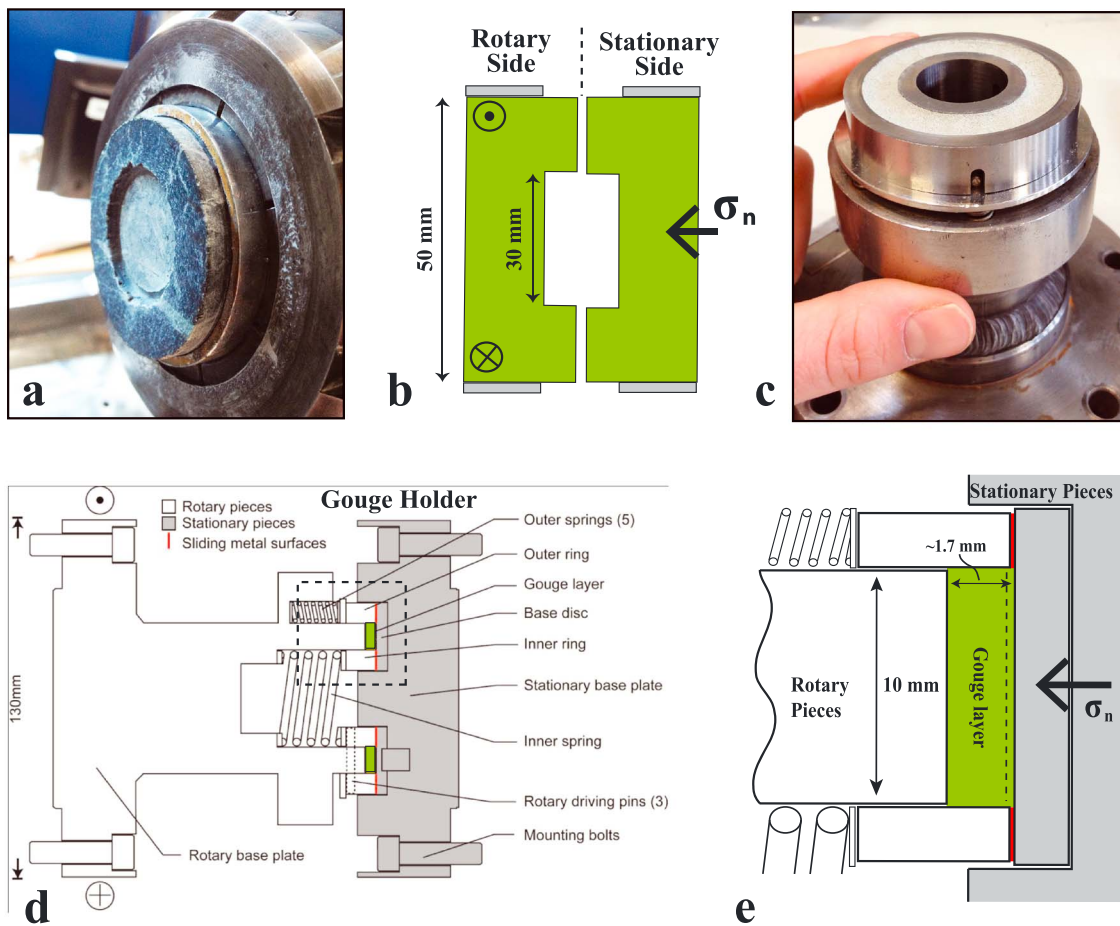 a
Rotary
Side
Stationary
Side
50 mm
30 mm
σn
b
c
Gouge Holder
Rotary pieces
Stationary pieces
Sliding metal surfaces
130mm
Outer springs (5)
Outer ring
Gouge layer
Base disc
Inner ring
Stationary base plate
Inner spring
Rotary driving pins (3)
Mounting bolts
Rotary base plate
d
Stationary Pieces
~1.7 mm
Rotary
Pieces
10 mm
Gouge layer
σn
e